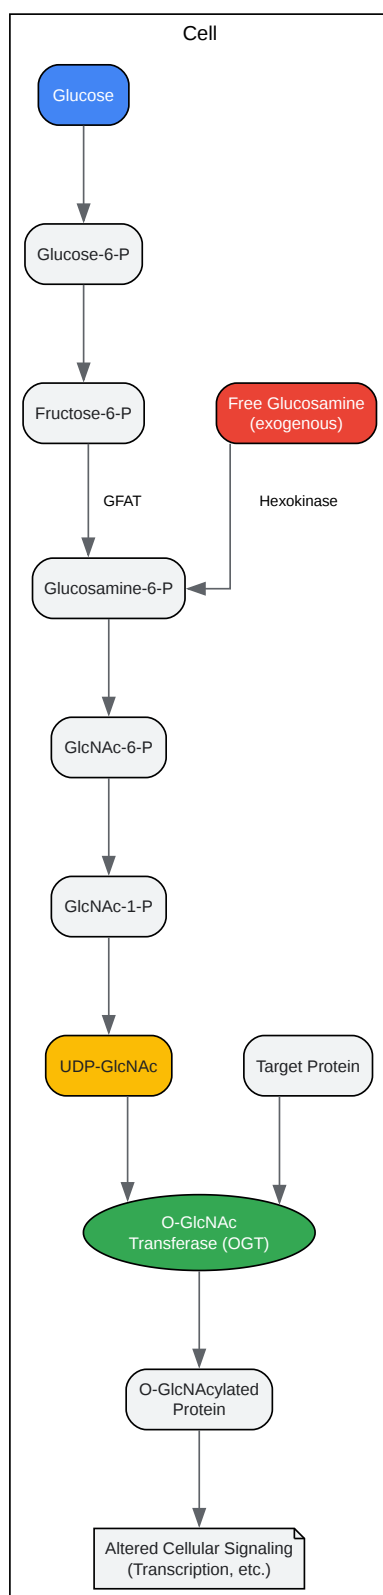 Cell
Glucose
Glucose-6-P
Fructose-6-P
Free Glucosamine
(exogenous)
GFAT
Hexokinase
Glucosamine-6-P
GlcNAc-6-P
GlcNAc-1-P
UDP-GlcNAc
Target Protein
O-GlcNAc
Transferase (OGT)
O-GlcNAcylated
Protein
Altered Cellular Signaling
(Transcription, etc.)